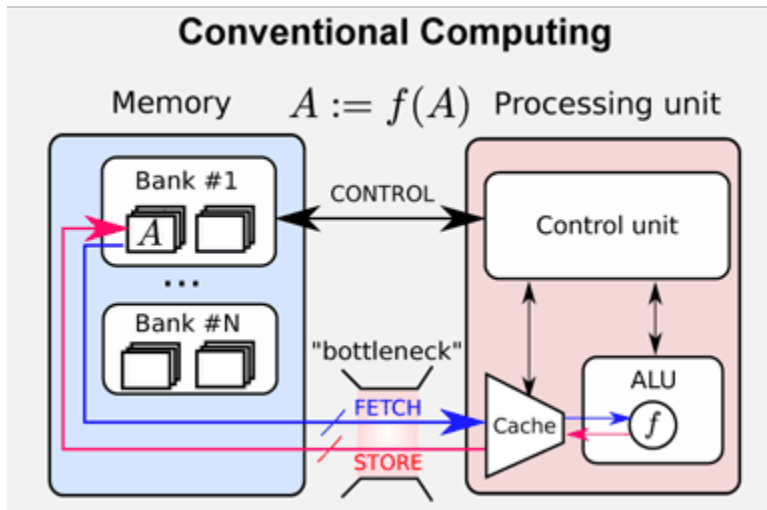 Conventional Computing
Memory
A := f(A)
Processing unit
Bank #1
A
...
Bank #N
CONTROL
"bottleneck"
FETCH
STORE
Control unit
Cache
ALU
f